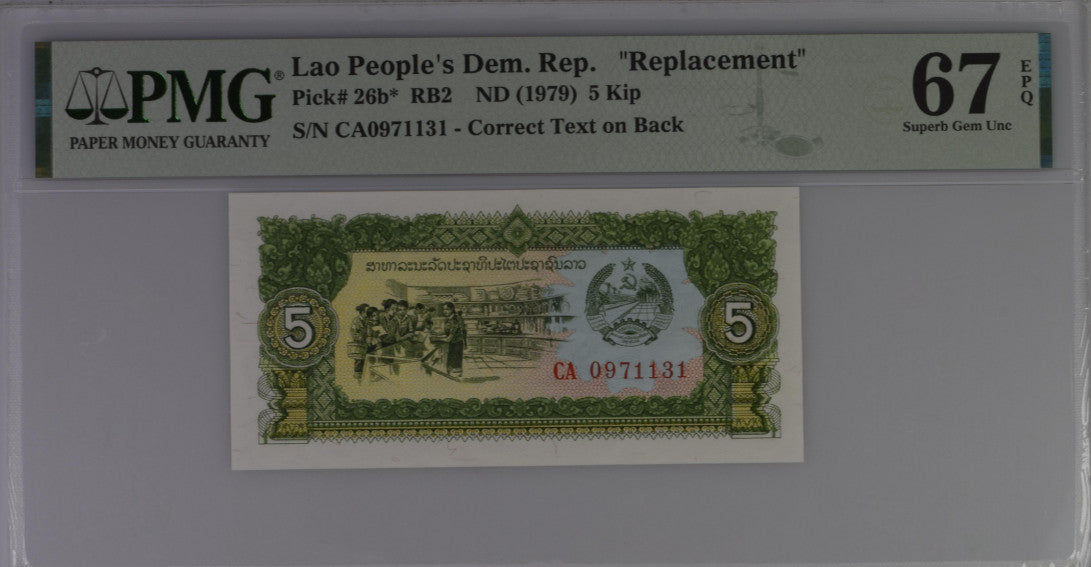 PMG®
PAPER MONEY GUARANTY
Lao People's Dem. Rep. "Replacement"
Pick# 26b* RB2 ND (1979) 5 Kip
S/N CA0971131 - Correct Text on Back
67
EPQ
Superb Gem Unc
ສາທາລະນະລັດປະຊາທິປະໄຕປະຊາຊົນລາວ
5
5
CA 0971131